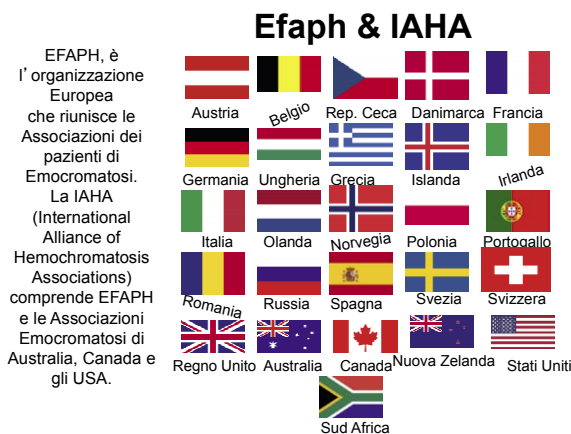 Efaph & IAHA
EFAPH, è
l’organizzazione
Europea
che riunisce le
Associazioni dei
pazienti di
Emocromatosi.
La IAHA
(International
Alliance of
Hemochromatosis
Associations)
comprende EFAPH
e le Associazioni
Emocromatosi di
Australia, Canada e
gli USA.
Austria Belgio Rep. Ceca Danimarca Francia
Germania Ungheria Grecia Islanda Irlanda
Italia Olanda Norvegia Polonia Portogallo
Romania Russia Spagna Svezia Svizzera
Regno Unito Australia Canada Nuova Zelanda Stati Uniti
Sud Africa